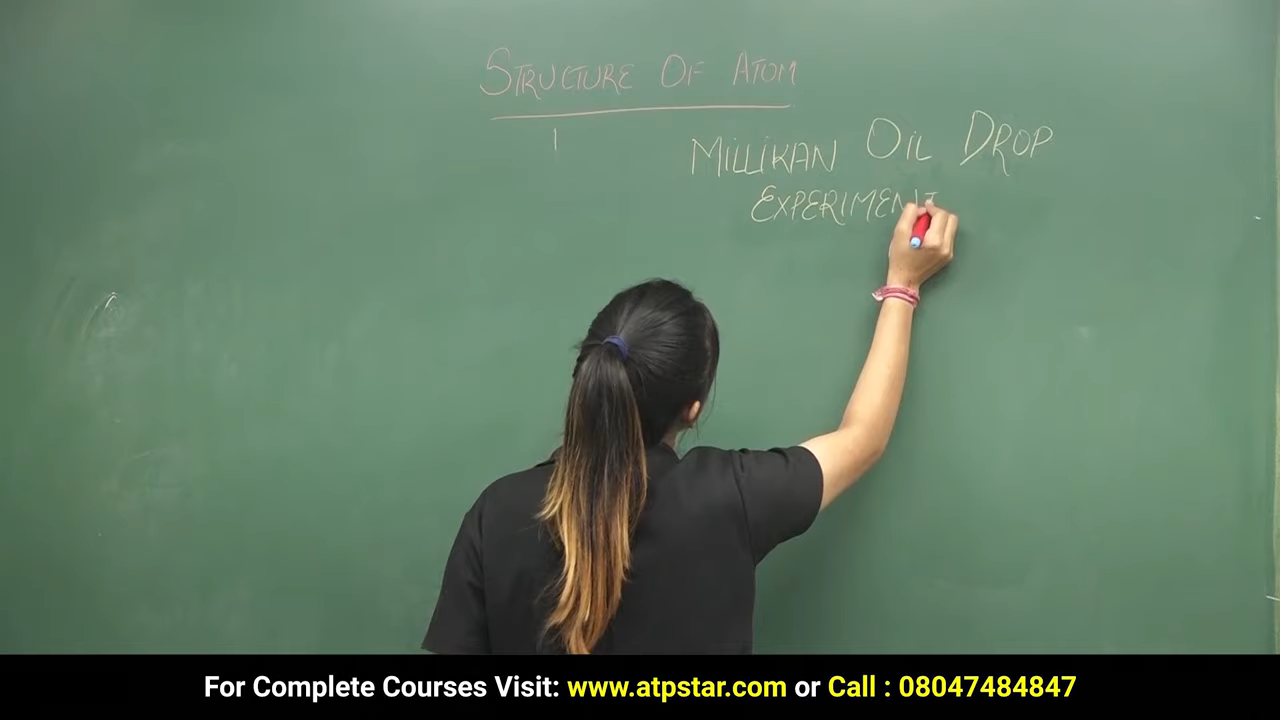 STRUCTURE OF ATOM
MILLIKAN OIL DROP
EXPERIMENT
For Complete Courses Visit: www.atpstar.com or Call : 08047484847